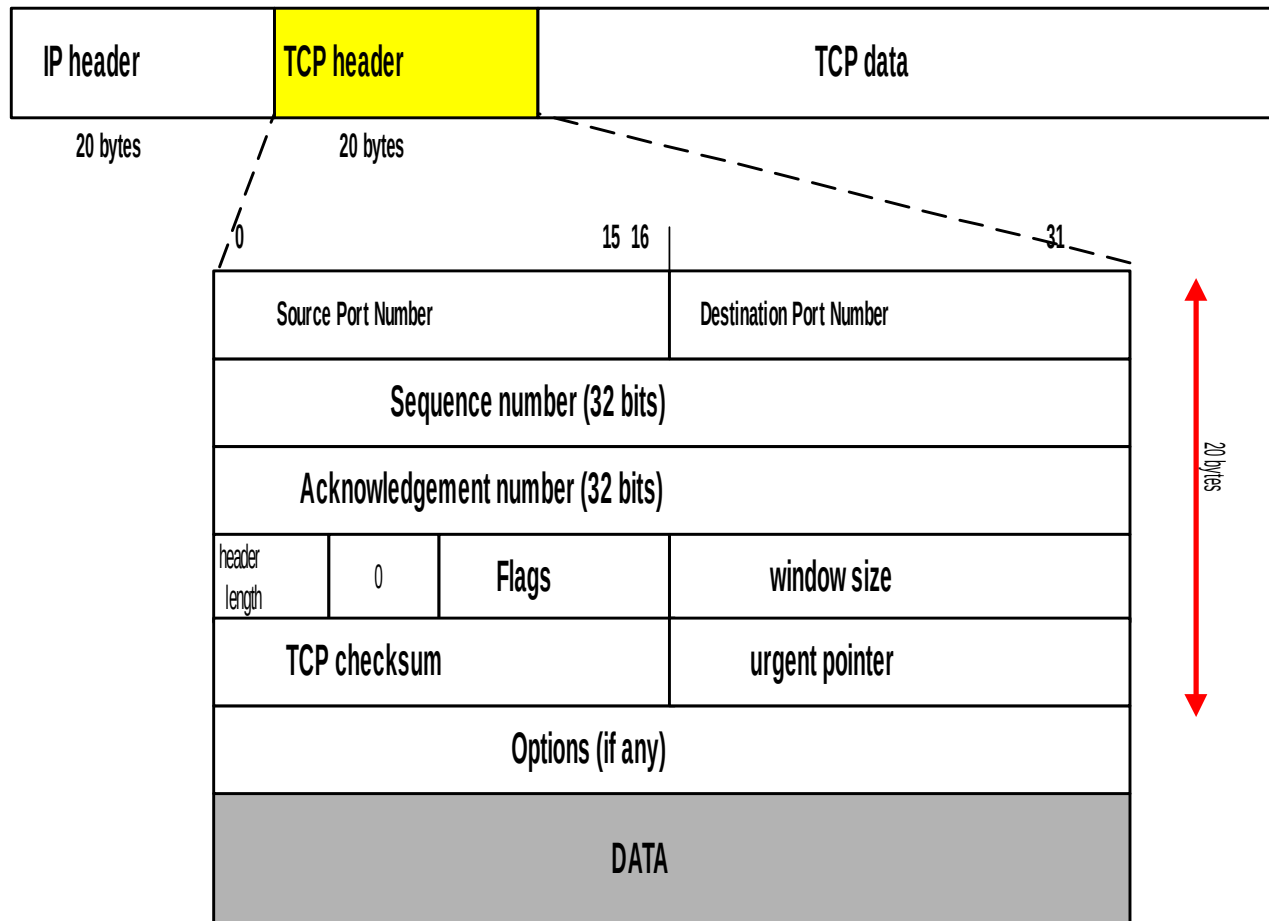 IP header TCP header TCP data
20 bytes 20 bytes
0 15 16 31
Source Port Number Destination Port Number
Sequence number (32 bits)
20 bytes
Acknowledgement number (32 bits)
header length 0 Flags window size
TCP checksum urgent pointer
Options (if any)
DATA